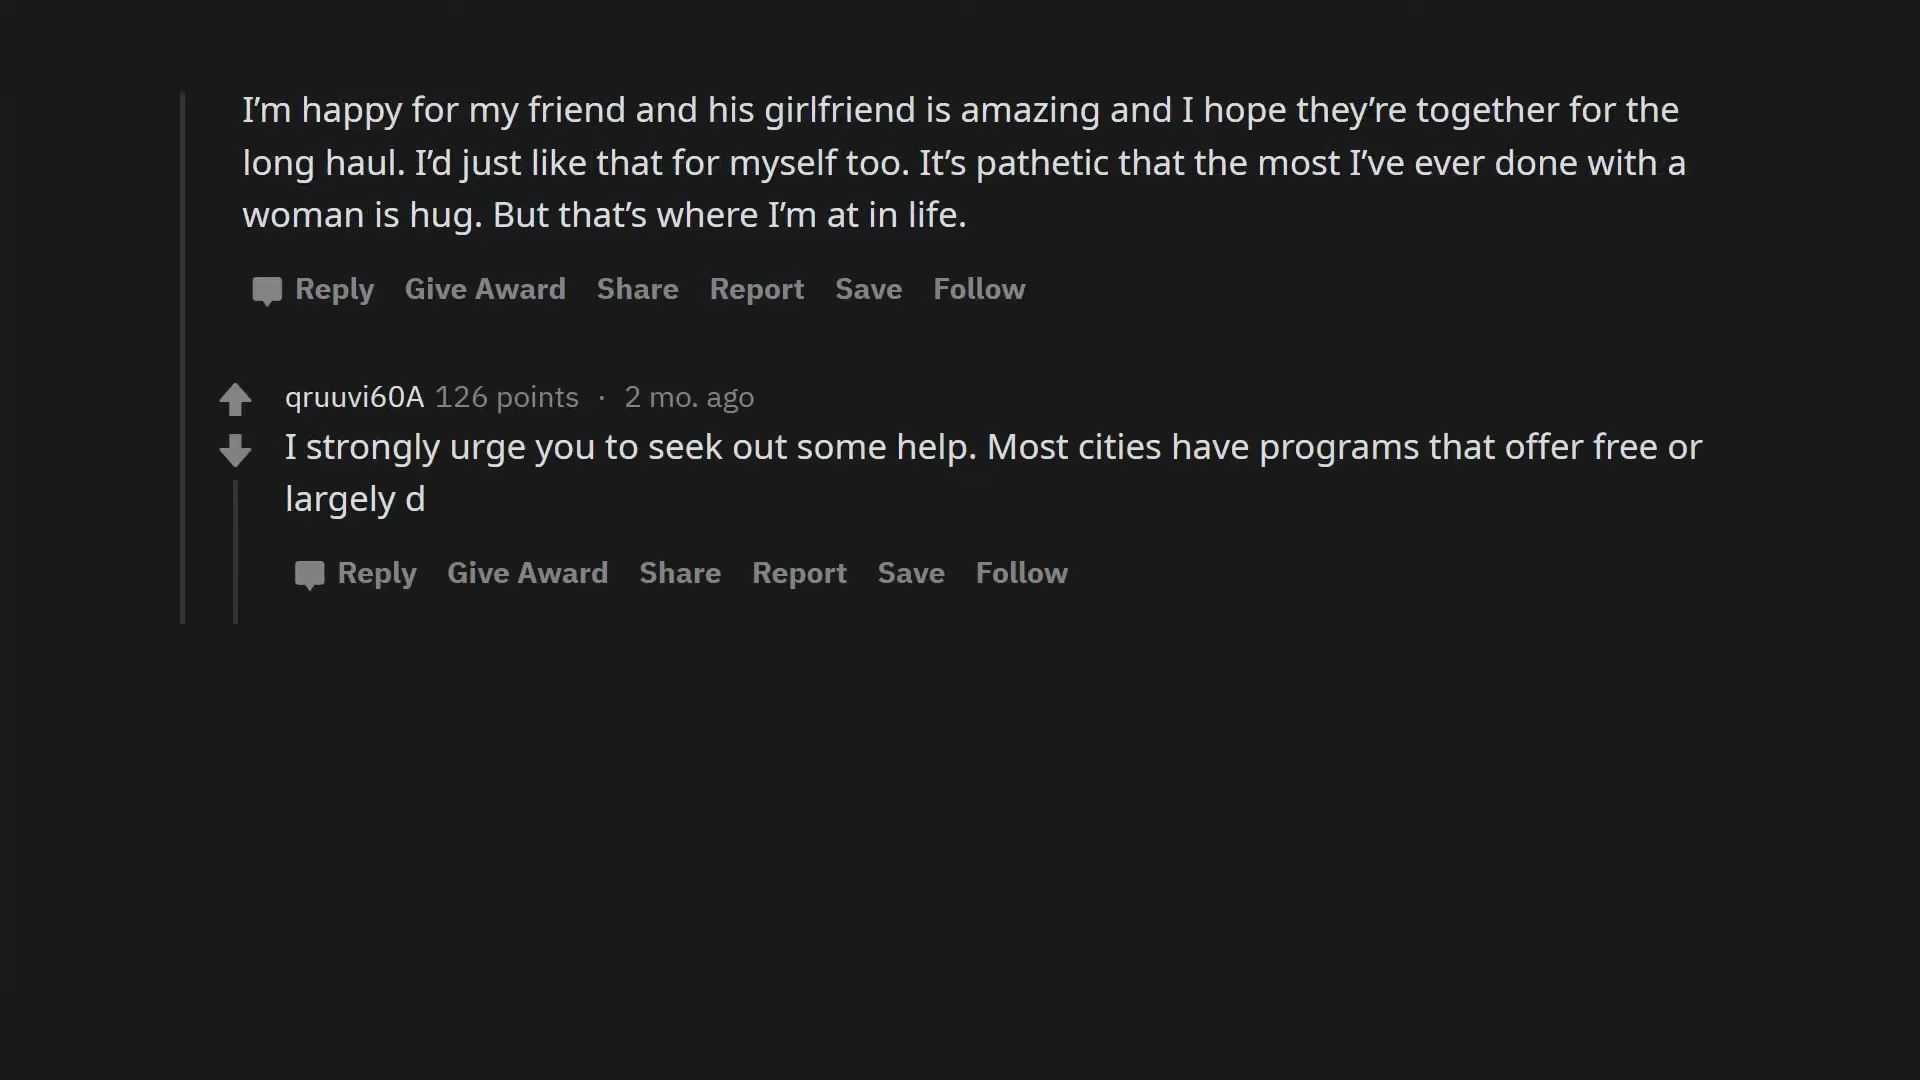 I’m happy for my friend and his girlfriend is amazing and I hope they’re together for the
long haul. I’d just like that for myself too. It’s pathetic that the most I’ve ever done with a
woman is hug. But that’s where I’m at in life.
Reply Give Award Share Report Save Follow
qruuvi60A 126 points · 2 mo. ago
I strongly urge you to seek out some help. Most cities have programs that offer free or
largely d
Reply Give Award Share Report Save Follow